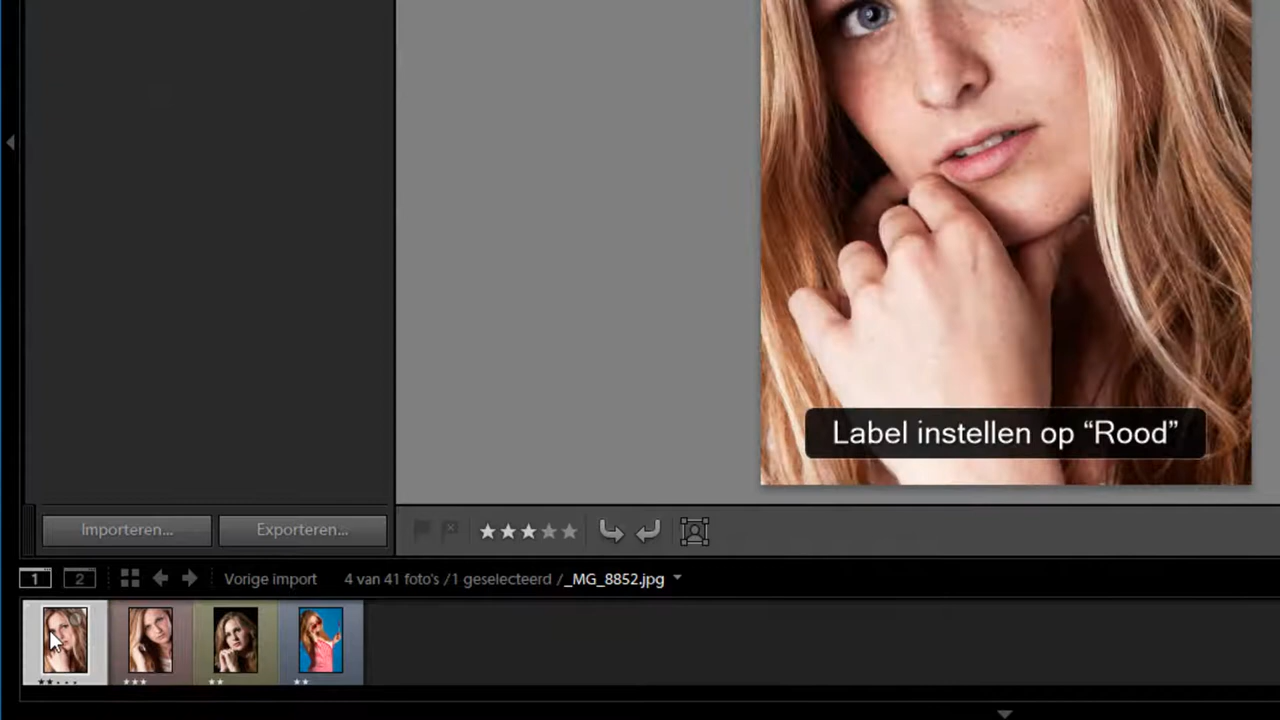 Label instellen op “Rood”
Importeren...
Exporteren...
1
2
Vorige import
4 van 41 foto's /1 geselecteerd /_MG_8852.jpg